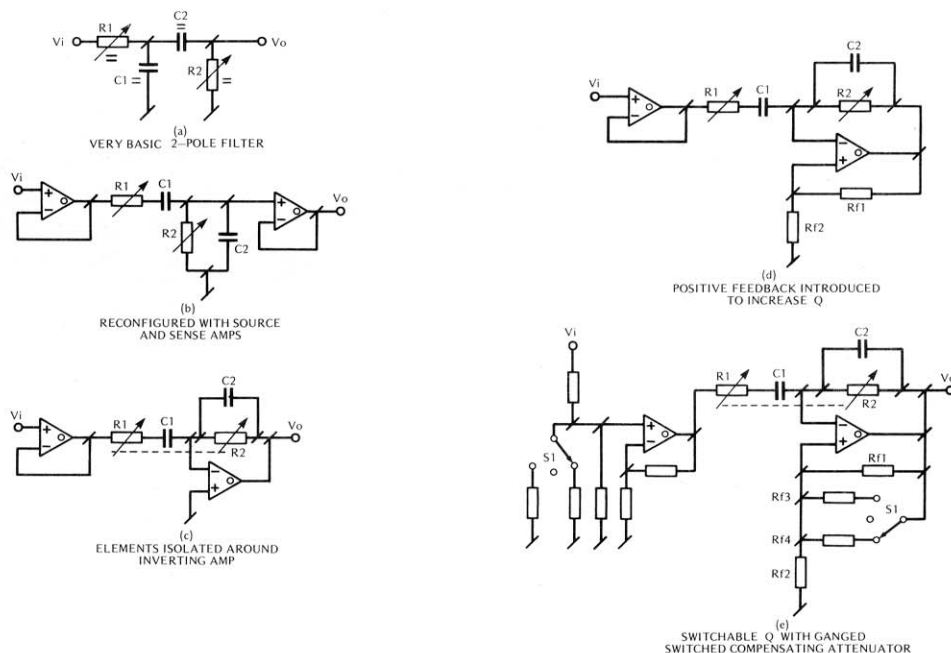 C2
R1
Vi
Vo
C1
R2
(a)
VERY BASIC 2—POLE FILTER
Vi
R1
C1
Vo
R2
C2
(b)
RECONFIGURED WITH SOURCE
AND SENSE AMPS
C2
Vi
R1
C1
Vo
R2
(c)
ELEMENTS ISOLATED AROUND
INVERTING AMP
C2
Vi
R1
C1
R2
Rf1
Rf2
(d)
POSITIVE FEEDBACK INTRODUCED
TO INCREASE Q
Vi
C2
R1
C1
Vo
R2
S1
Rf1
Rf3
S1
Rf4
Rf2
(e)
SWITCHABLE Q WITH GANGED
SWITCHED COMPENSATING ATTENUATOR